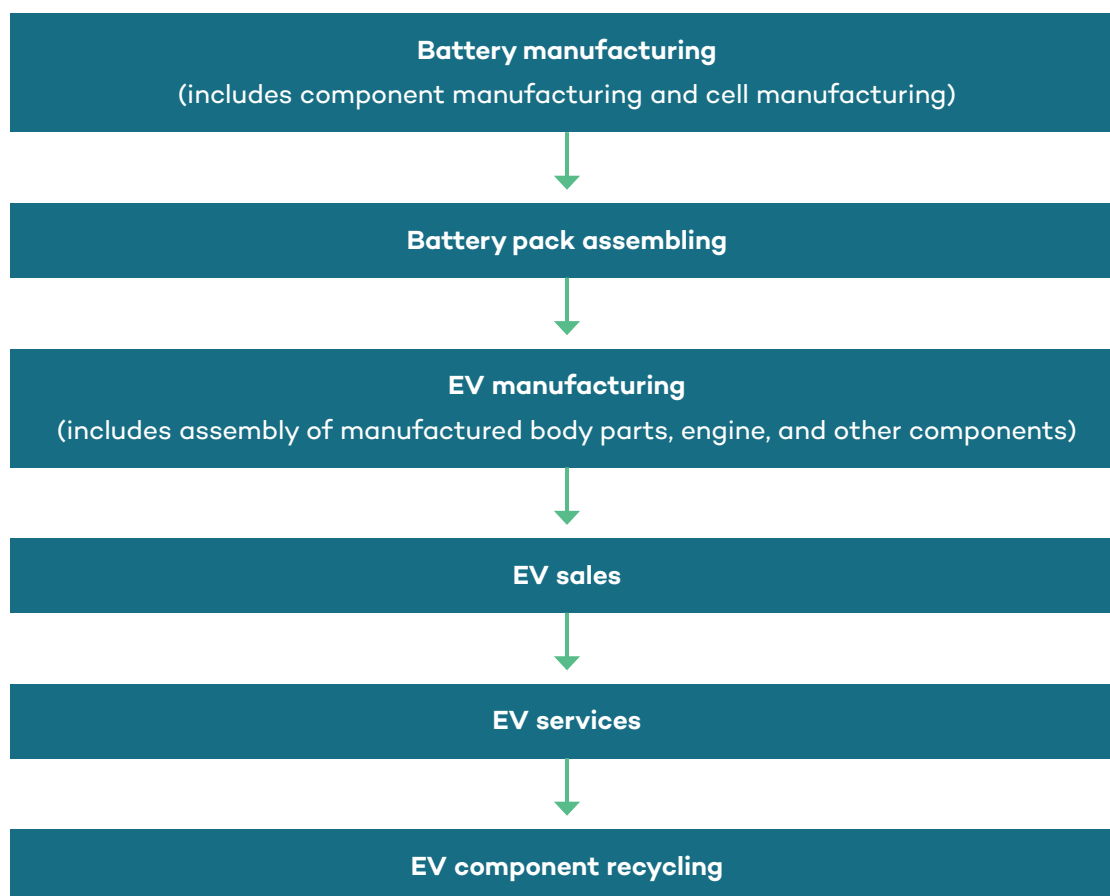 Battery manufacturing
(includes component manufacturing and cell manufacturing)
Battery pack assembling
EV manufacturing
(includes assembly of manufactured body parts, engine, and other components)
EV sales
EV services
EV component recycling